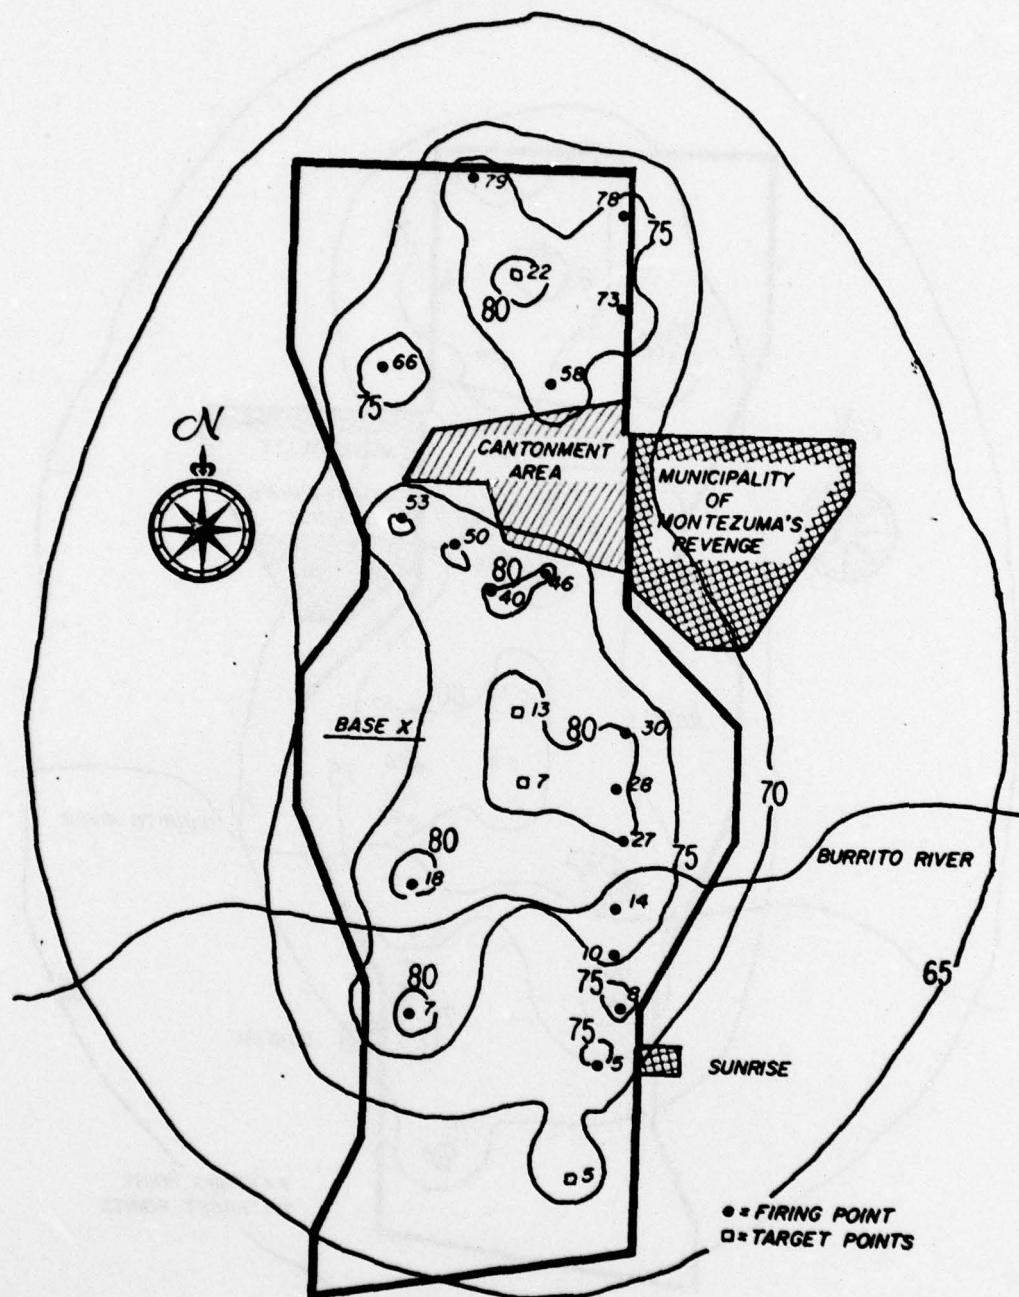 79
78
75
22
80
73
66
58
75
N
CANTONMENT
AREA
MUNICIPALITY
OF
MONTEZUMA'S
REVENGE
53
50
80
46
40
13
80
30
BASE X
7
28
70
27
75
80
BURRITO RIVER
18
14
10
65
80
75
8
7
75
5
SUNRISE
5
● = FIRING POINT
□ = TARGET POINTS